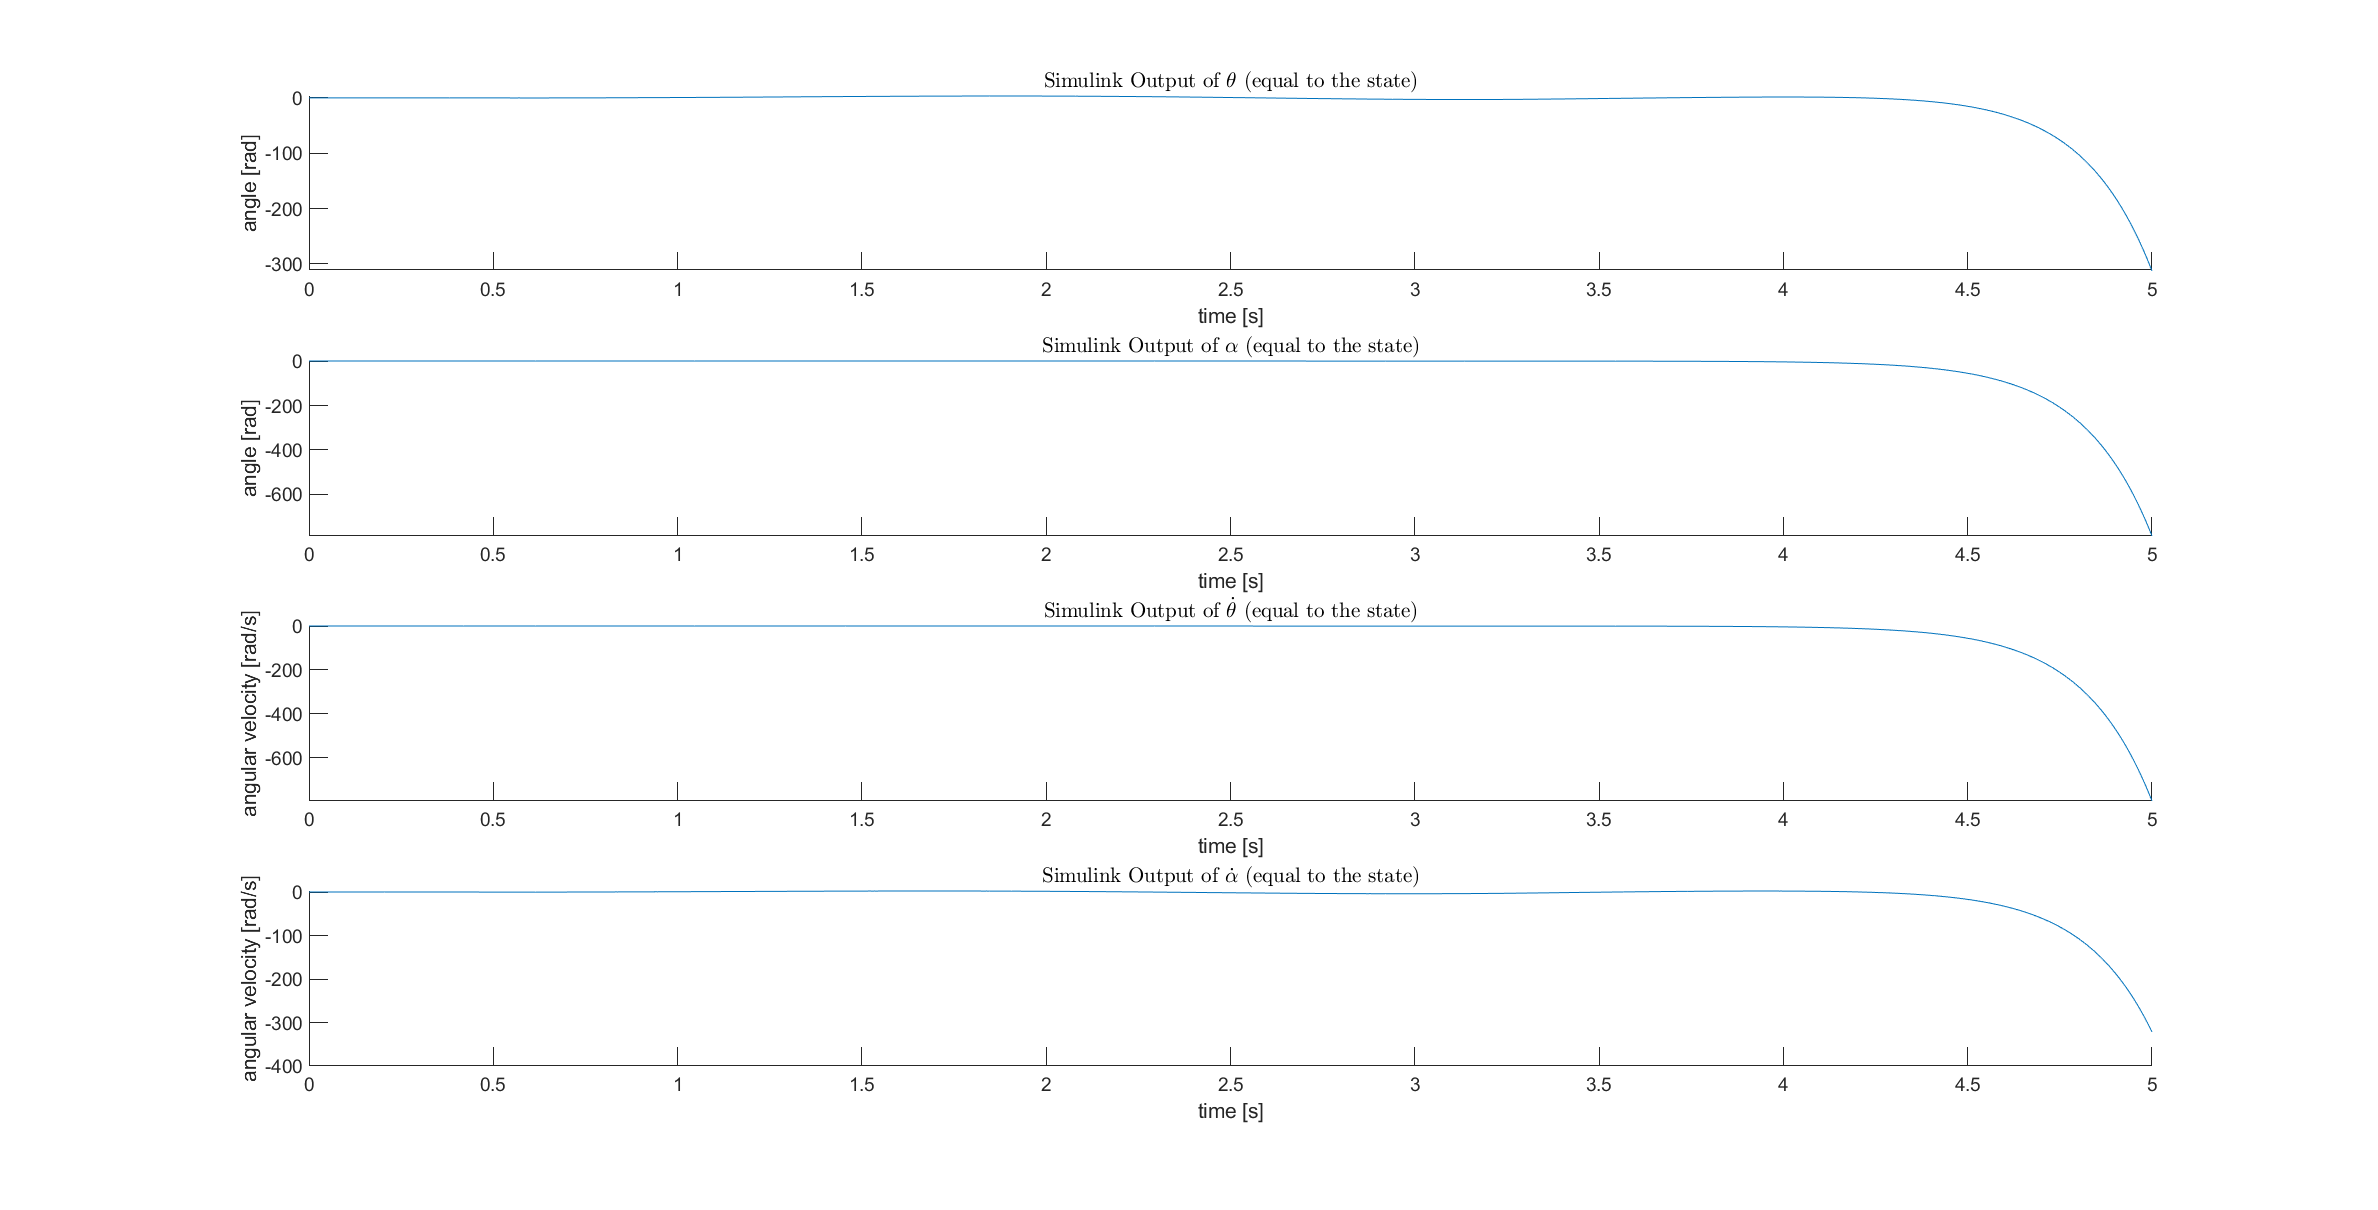 Simulink Output of θ (equal to the state)
angle [rad]
0
-100
-200
-300
0 0.5 1 1.5 2 2.5 3 3.5 4 4.5 5
time [s]
Simulink Output of α (equal to the state)
angle [rad]
0
-200
-400
-600
0 0.5 1 1.5 2 2.5 3 3.5 4 4.5 5
time [s]
Simulink Output of θ̇ (equal to the state)
angular velocity [rad/s]
0
-200
-400
-600
0 0.5 1 1.5 2 2.5 3 3.5 4 4.5 5
time [s]
Simulink Output of α̇ (equal to the state)
angular velocity [rad/s]
0
-100
-200
-300
-400
0 0.5 1 1.5 2 2.5 3 3.5 4 4.5 5
time [s]